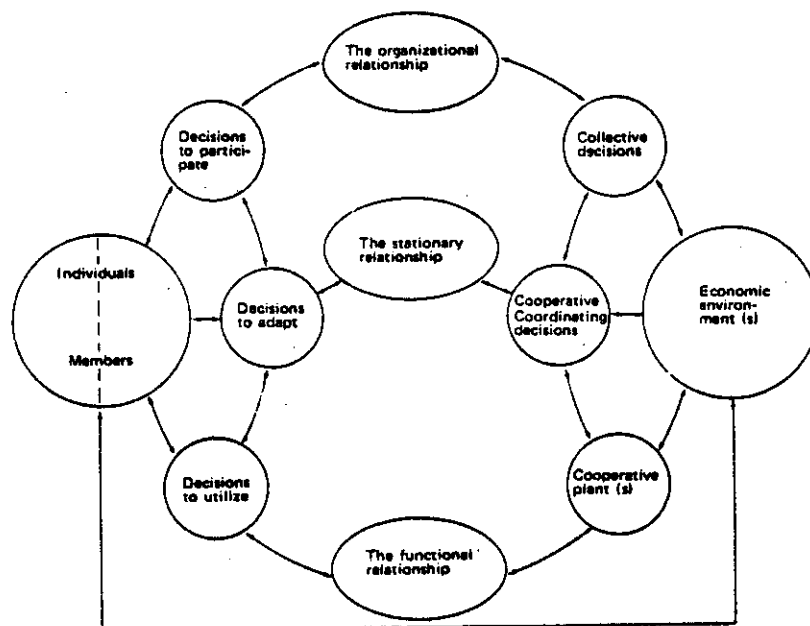 The organizational
relationship
Decisions
to partici-
pate
Collective
decisions
The stationary
relationship
Individuals
Members
Decisions
to adapt
Cooperative
Coordinating
decisions
Economic
environ-
ment (s)
Decisions
to utilize
Cooperative
plant (s)
The functional
relationship